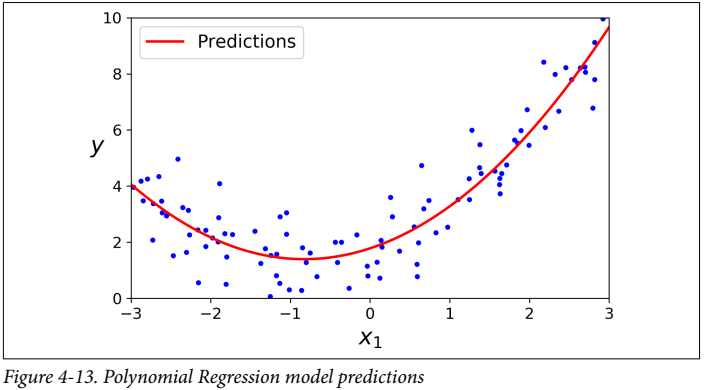 10
Predictions
8
6
y
4
2
0
−3 −2 −1 0 1 2 3
x₁
Figure 4-13. Polynomial Regression model predictions